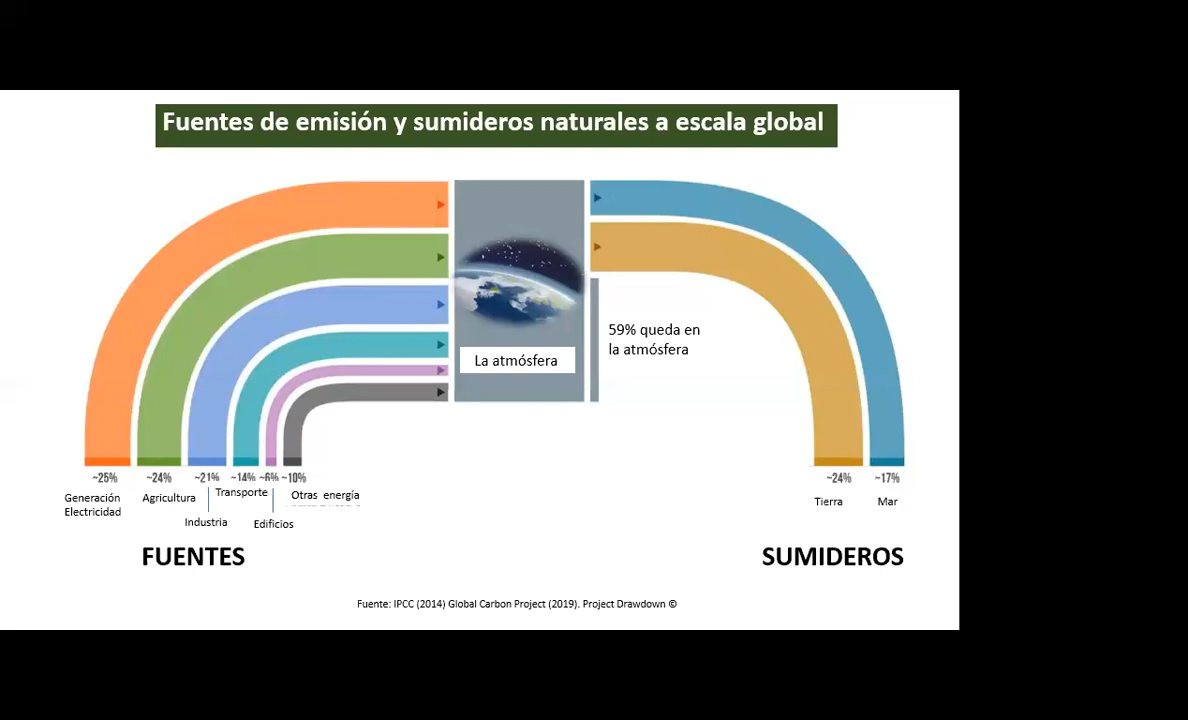 Fuentes de emisión y sumideros naturales a escala global
La atmósfera
59% queda en
la atmósfera
~25% ~24% ~21% ~14% ~6% ~10%
Generación
Electricidad
Agricultura
Industria
Transporte
Edificios
Otras energía
~24% ~17%
Tierra Mar
FUENTES
SUMIDEROS
Fuente: IPCC (2014) Global Carbon Project (2019). Project Drawdown ©